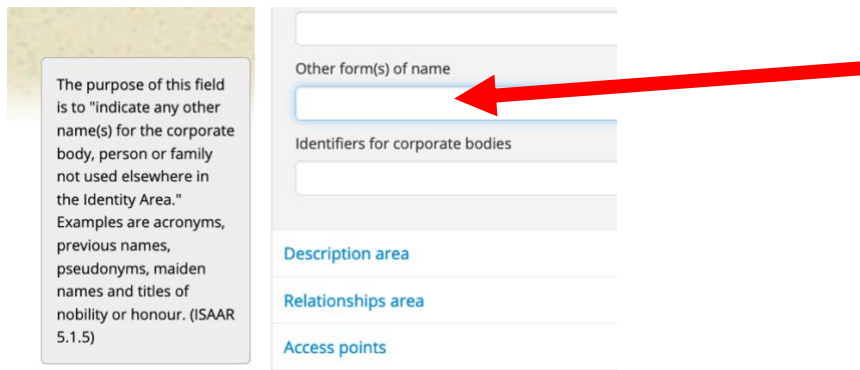 The purpose of this field
is to "indicate any other
name(s) for the corporate
body, person or family
not used elsewhere in
the Identity Area."
Examples are acronyms,
previous names,
pseudonyms, maiden
names and titles of
nobility or honour. (ISAAR
5.1.5)
Other form(s) of name
Identifiers for corporate bodies
Description area
Relationships area
Access points